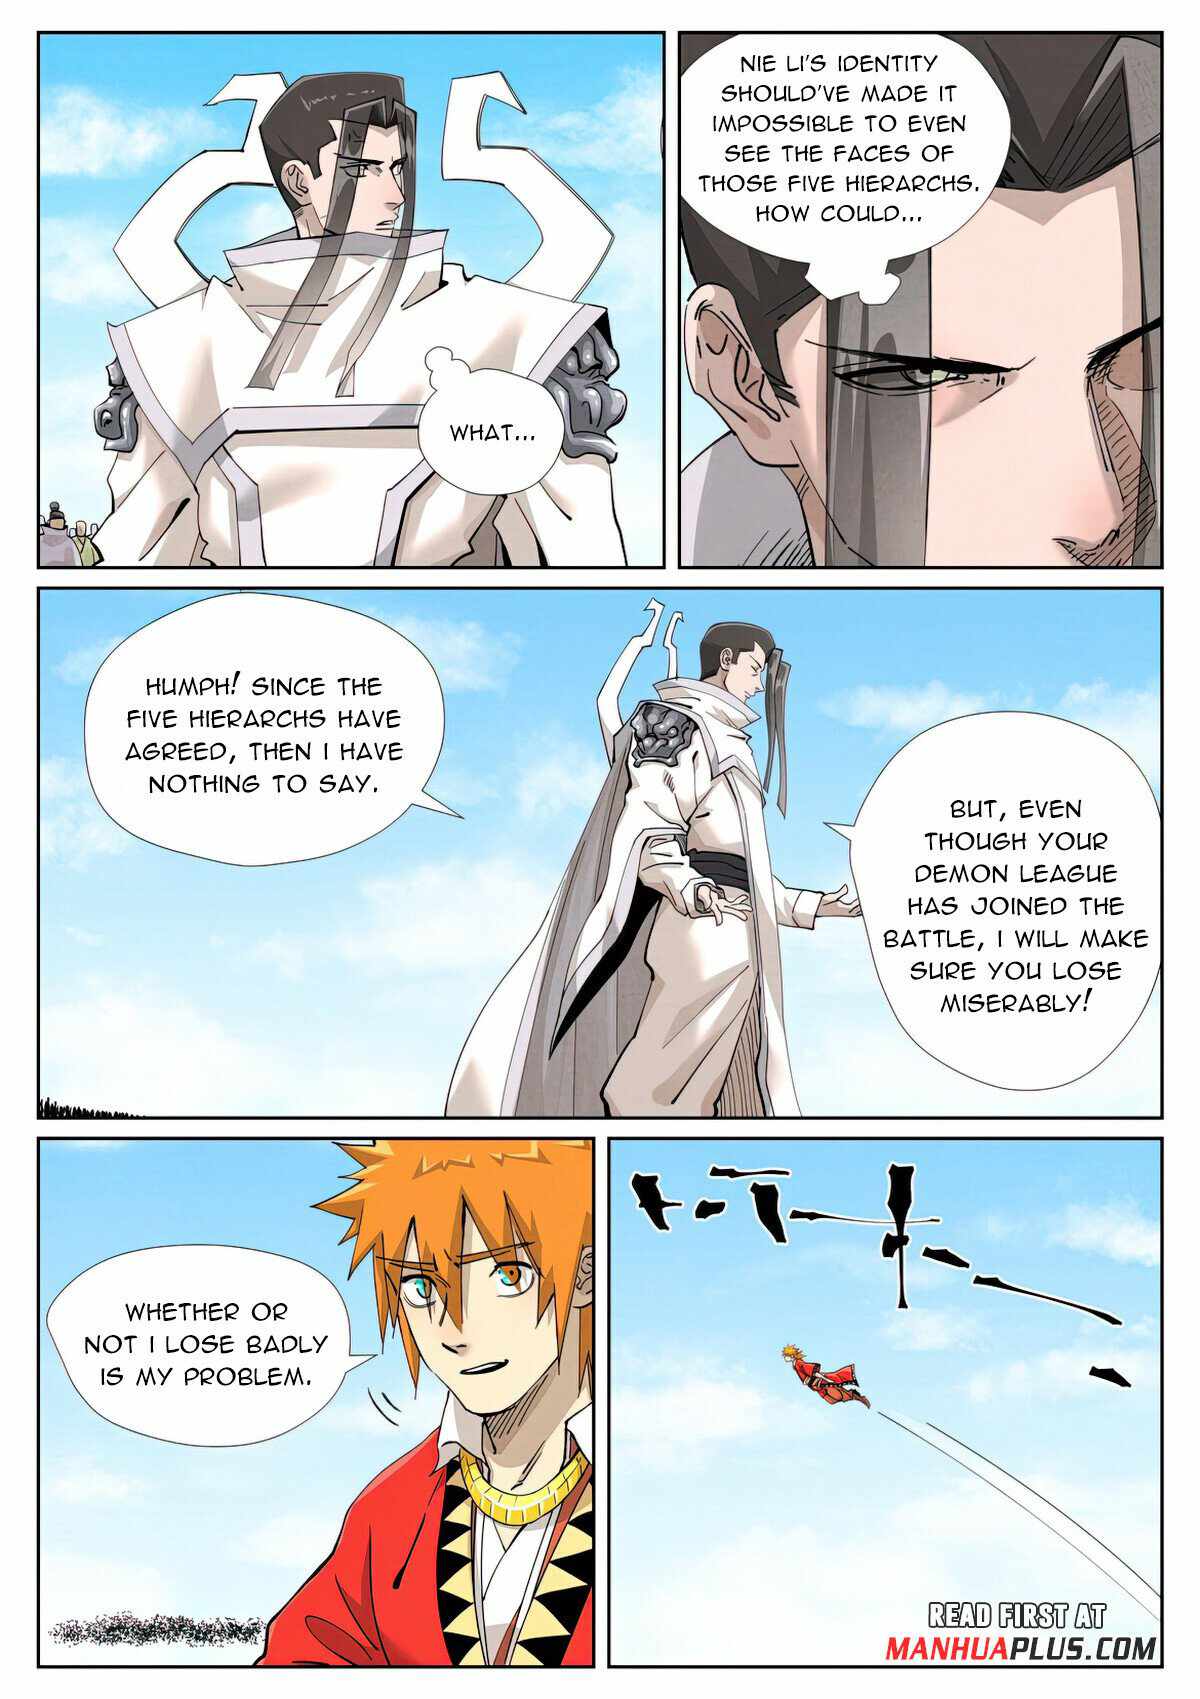 WHAT...
NIE LI'S IDENTITY
SHOULD'VE MADE IT
IMPOSSIBLE TO EVEN
SEE THE FACES OF
THOSE FIVE HIERARCHS.
HOW COULD...
HUMPH! SINCE THE
FIVE HIERARCHS HAVE
AGREED, THEN I HAVE
NOTHING TO SAY.
BUT, EVEN
THOUGH YOUR
DEMON LEAGUE
HAS JOINED THE
BATTLE, I WILL MAKE
SURE YOU LOSE
MISERABLY!
WHETHER OR
NOT I LOSE BADLY
IS MY PROBLEM.
READ FIRST AT
MANHUAPLUS.COM